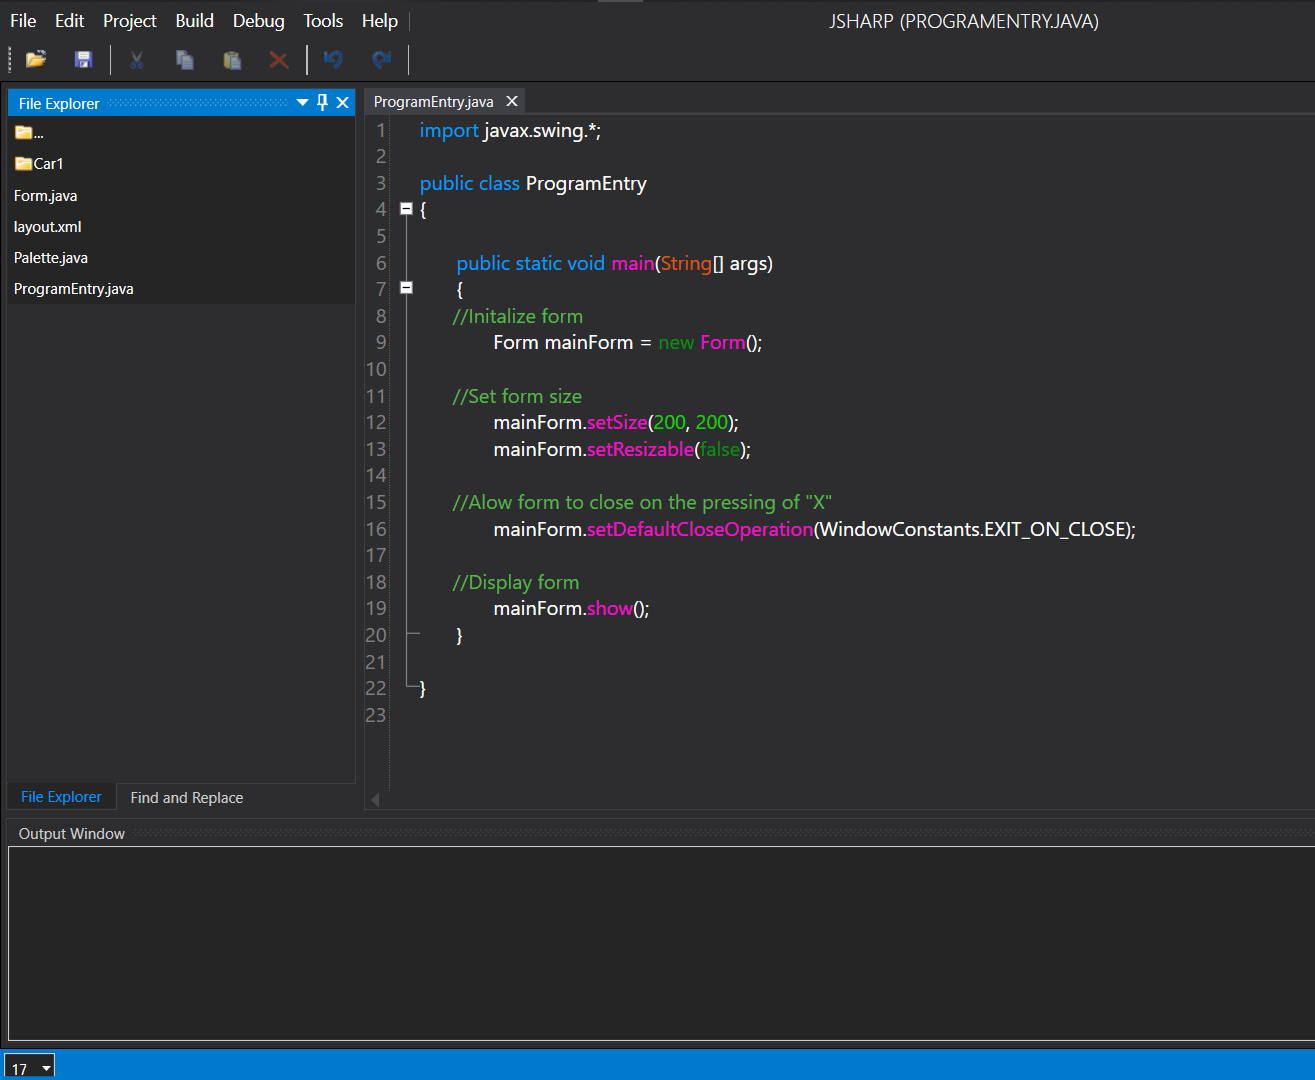 File Edit Project Build Debug Tools Help
JSHARP (PROGRAMENTRY.JAVA)
File Explorer
...
Car1
Form.java
layout.xml
Palette.java
ProgramEntry.java
File Explorer Find and Replace
ProgramEntry.java
1 import javax.swing.*;
2
3 public class ProgramEntry
4 {
5
6 public static void main(String[] args)
7 {
8 //Initalize form
9 Form mainForm = new Form();
10
11 //Set form size
12 mainForm.setSize(200, 200);
13 mainForm.setResizable(false);
14
15 //Alow form to close on the pressing of "X"
16 mainForm.setDefaultCloseOperation(WindowConstants.EXIT_ON_CLOSE);
17
18 //Display form
19 mainForm.show();
20 }
21
22 }
23
Output Window
17